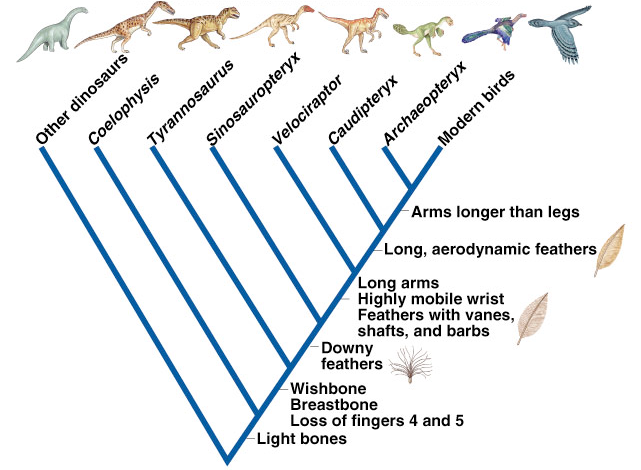 Other dinosaurs
Coelophysis
Tyrannosaurus
Sinosauropteryx
Velociraptor
Caudipteryx
Archaeopteryx
Modern birds
Arms longer than legs
Long, aerodynamic feathers
Long arms
Highly mobile wrist
Feathers with vanes,
shafts, and barbs
Downy
feathers
Wishbone
Breastbone
Loss of fingers 4 and 5
Light bones